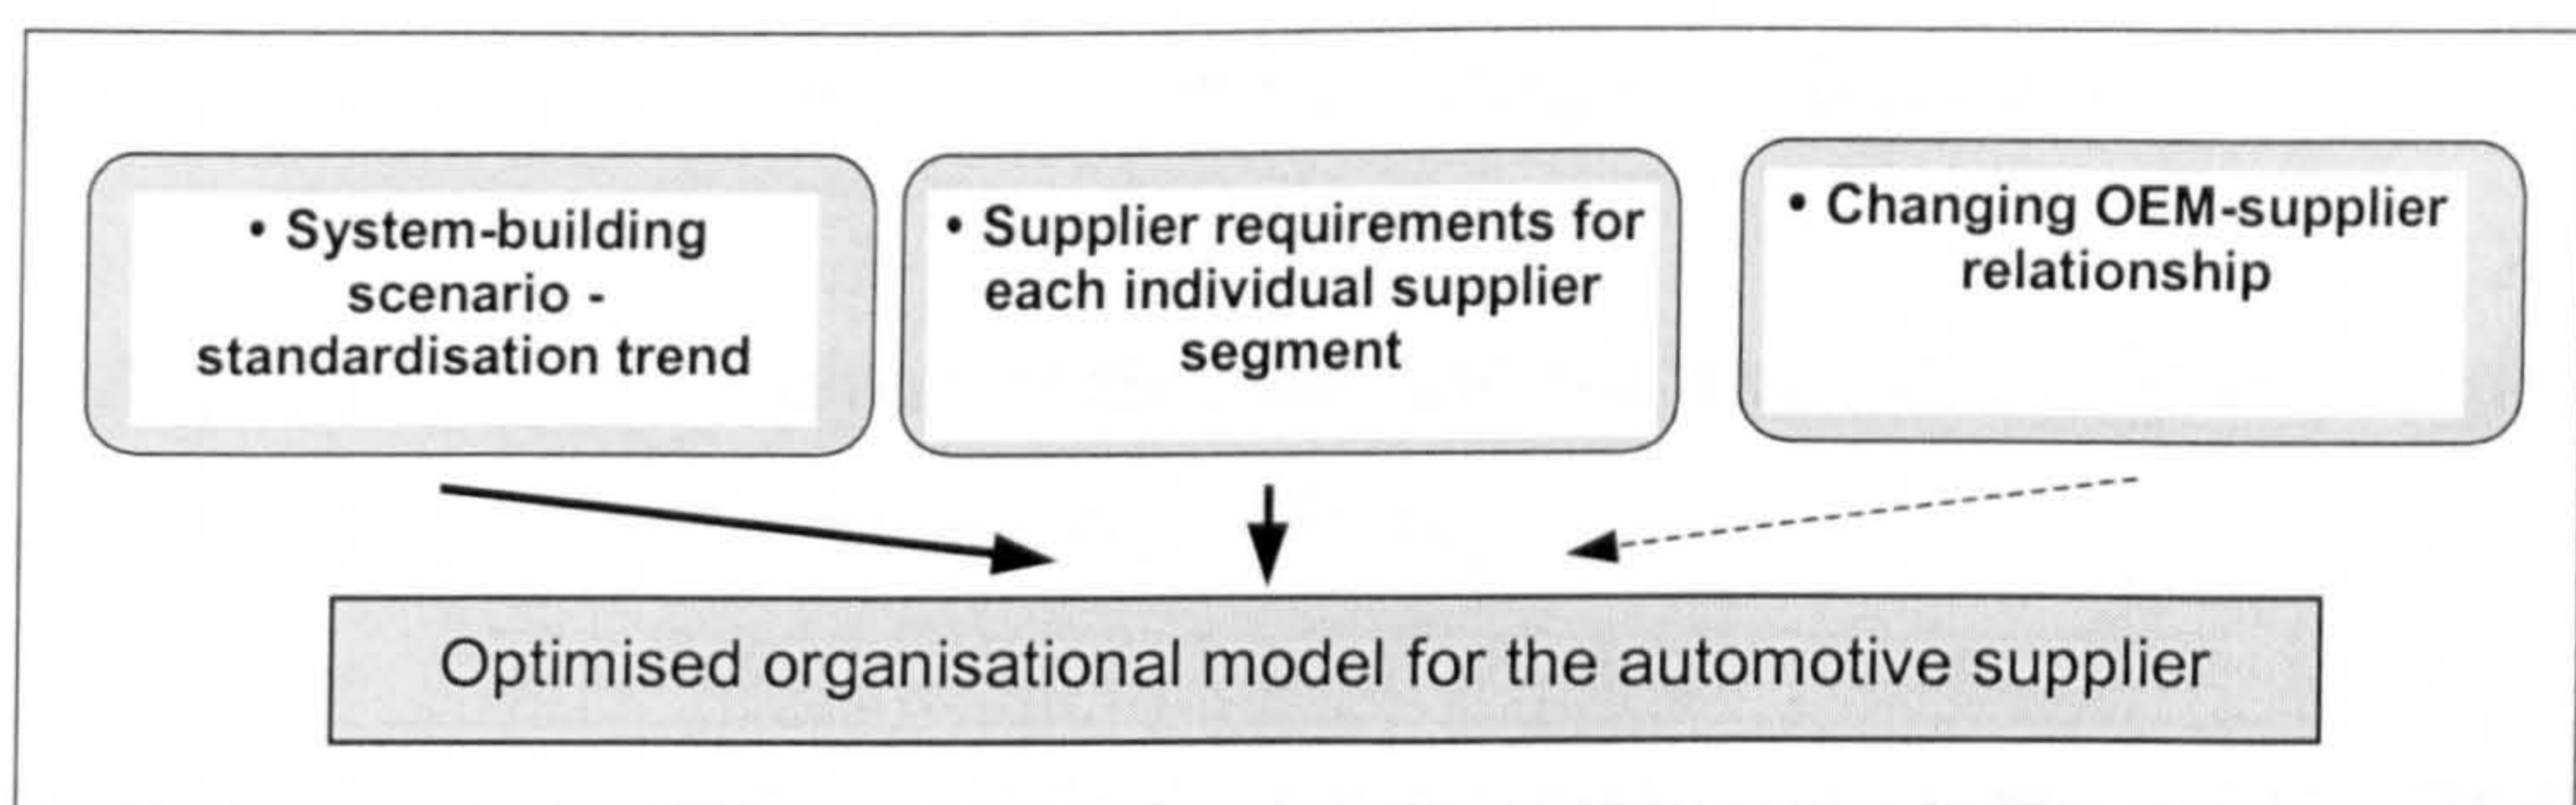 • System-building
scenario -
standardisation trend
• Supplier requirements for
each individual supplier
segment
• Changing OEM-supplier
relationship
Optimised organisational model for the automotive supplier